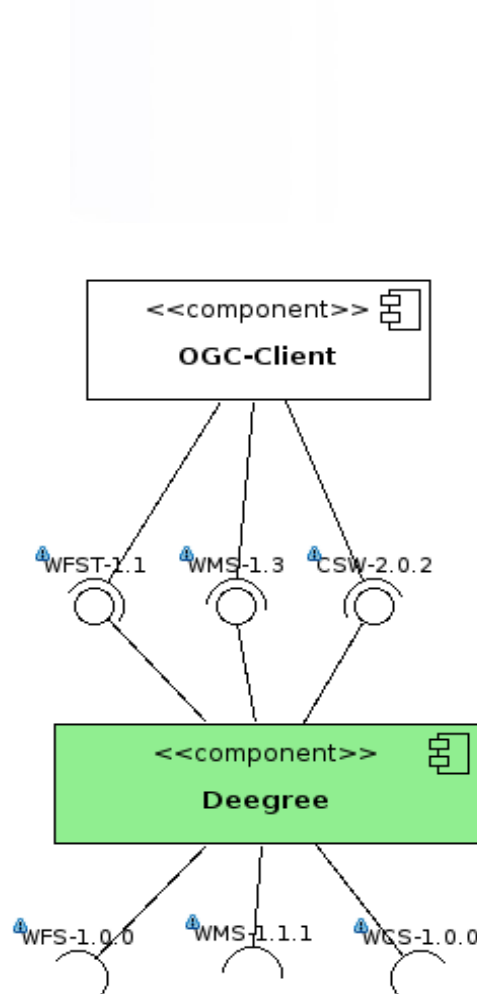 <<component>>
OGC-Client
WFST-1.1
WMS-1.3
CSW-2.0.2
<<component>>
Deegree
WFS-1.0.0
WMS-1.1.1
WCS-1.0.0